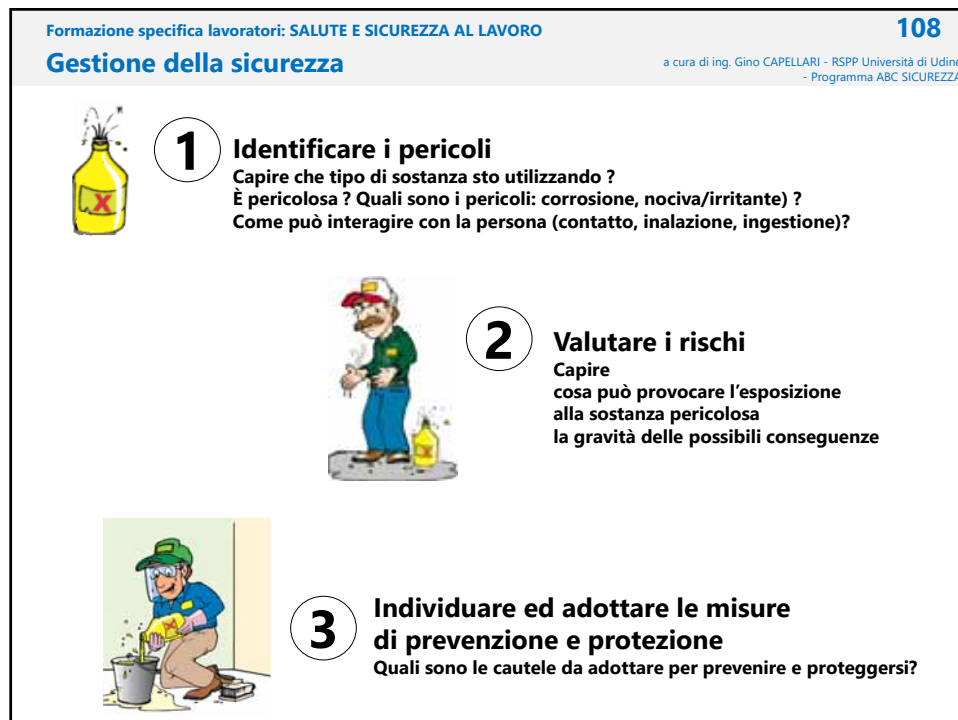 Formazione specifica lavoratori: SALUTE E SICUREZZA AL LAVORO
108
Gestione della sicurezza
a cura di ing. Gino CAPELLARI - RSPP Università di Udine
- Programma ABC SICUREZZA
X
1
Identificare i pericoli
Capire che tipo di sostanza sto utilizzando ?
È pericolosa ? Quali sono i pericoli: corrosione, nociva/irritante) ?
Come può interagire con la persona (contatto, inalazione, ingestione)?
2
Valutare i rischi
Capire
cosa può provocare l'esposizione
alla sostanza pericolosa
la gravità delle possibili conseguenze
X
X
3
Individuare ed adottare le misure
di prevenzione e protezione
Quali sono le cautele da adottare per prevenire e proteggersi?